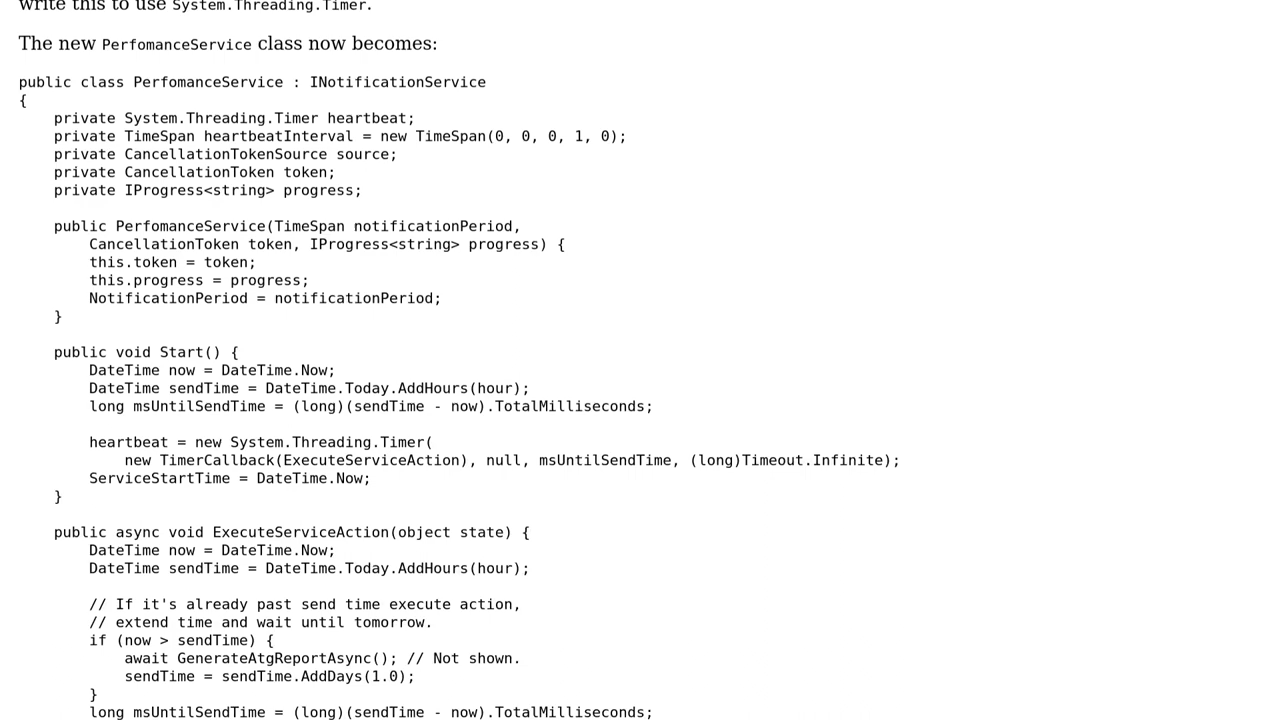 write this to use System.Threading.Timer.
The new PerfomanceService class now becomes:
public class PerfomanceService : INotificationService
{
    private System.Threading.Timer heartbeat;
    private TimeSpan heartbeatInterval = new TimeSpan(0, 0, 0, 1, 0);
    private CancellationTokenSource source;
    private CancellationToken token;
    private IProgress<string> progress;

    public PerfomanceService(TimeSpan notificationPeriod,
        CancellationToken token, IProgress<string> progress) {
        this.token = token;
        this.progress = progress;
        NotificationPeriod = notificationPeriod;
    }

    public void Start() {
        DateTime now = DateTime.Now;
        DateTime sendTime = DateTime.Today.AddHours(hour);
        long msUntilSendTime = (long)(sendTime - now).TotalMilliseconds;

        heartbeat = new System.Threading.Timer(
            new TimerCallback(ExecuteServiceAction), null, msUntilSendTime, (long)Timeout.Infinite);
        ServiceStartTime = DateTime.Now;
    }

    public async void ExecuteServiceAction(object state) {
        DateTime now = DateTime.Now;
        DateTime sendTime = DateTime.Today.AddHours(hour);

        // If it's already past send time execute action,
        // extend time and wait until tomorrow.
        if (now > sendTime) {
            await GenerateAtgReportAsync(); // Not shown.
            sendTime = sendTime.AddDays(1.0);
        }
        long msUntilSendTime = (long)(sendTime - now).TotalMilliseconds;